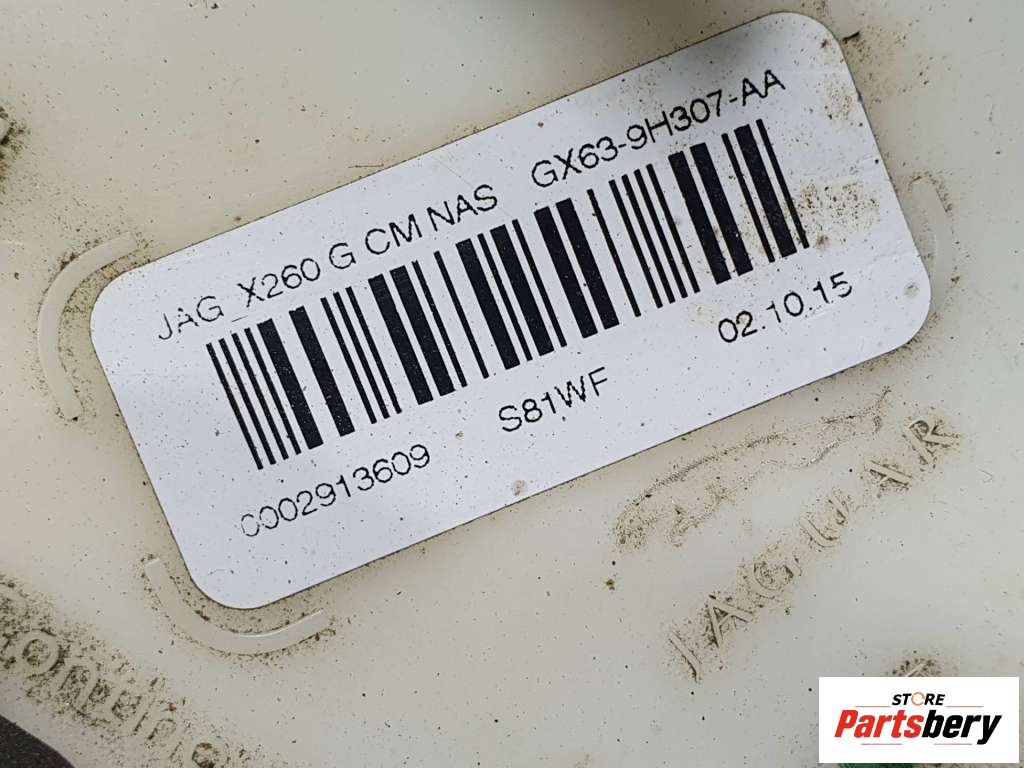 JAG_X260 G CM NAS GX63-9H307-AA
0002913609 S81WF 02.10.15
JAGUAR
STORE
Partsbery